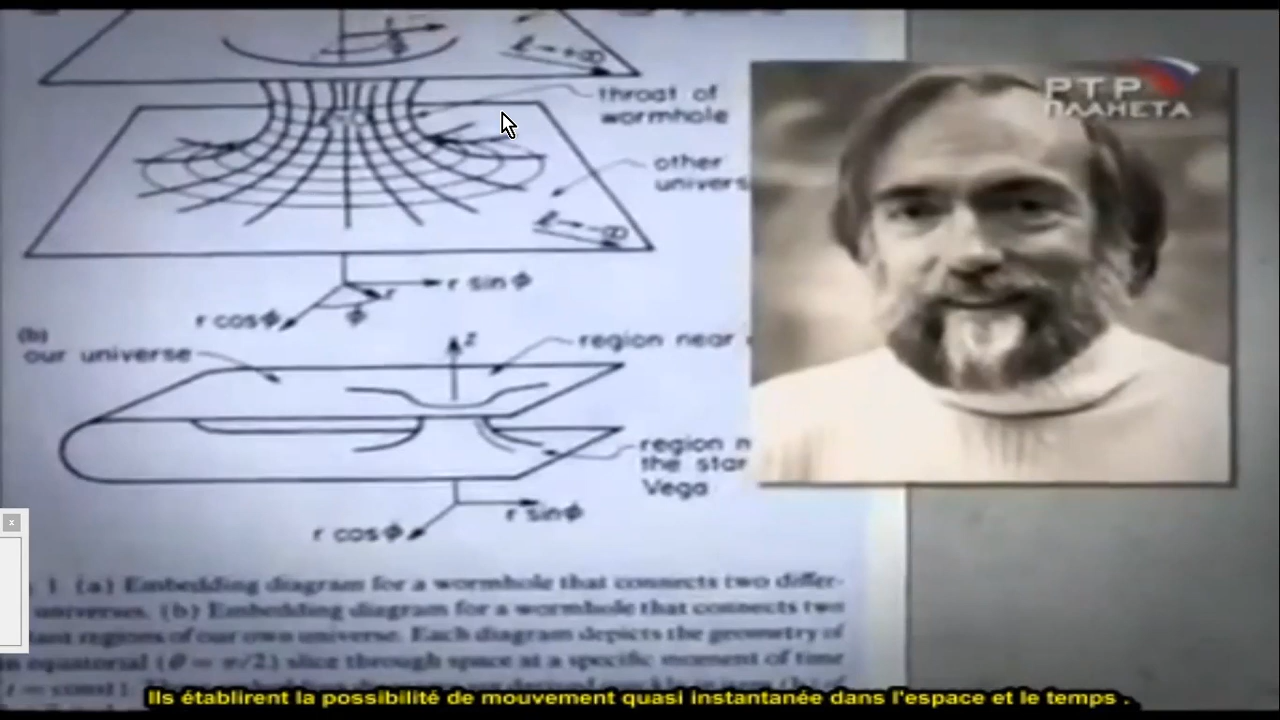 ℓ→+∞
throat of
wormhole
РТР
ПЛАНЕТА
other
univers
ℓ→-∞
r sin ϕ
r
r cos ϕ
ϕ
(b)
our universe
z
region near
region n
the star
Vega
r sin ϕ
r cos ϕ
1 (a) Embedding diagram for a wormhole that connects two differ-
universes. (b) Embedding diagram for a wormhole that connects two
tant regions of our own universe. Each diagram depicts the geometry of
n equatorial (θ = π/2) slice through space at a specific moment of time
t = const).
Ils établirent la possibilité de mouvement quasi instantanée dans l'espace et le temps .
x